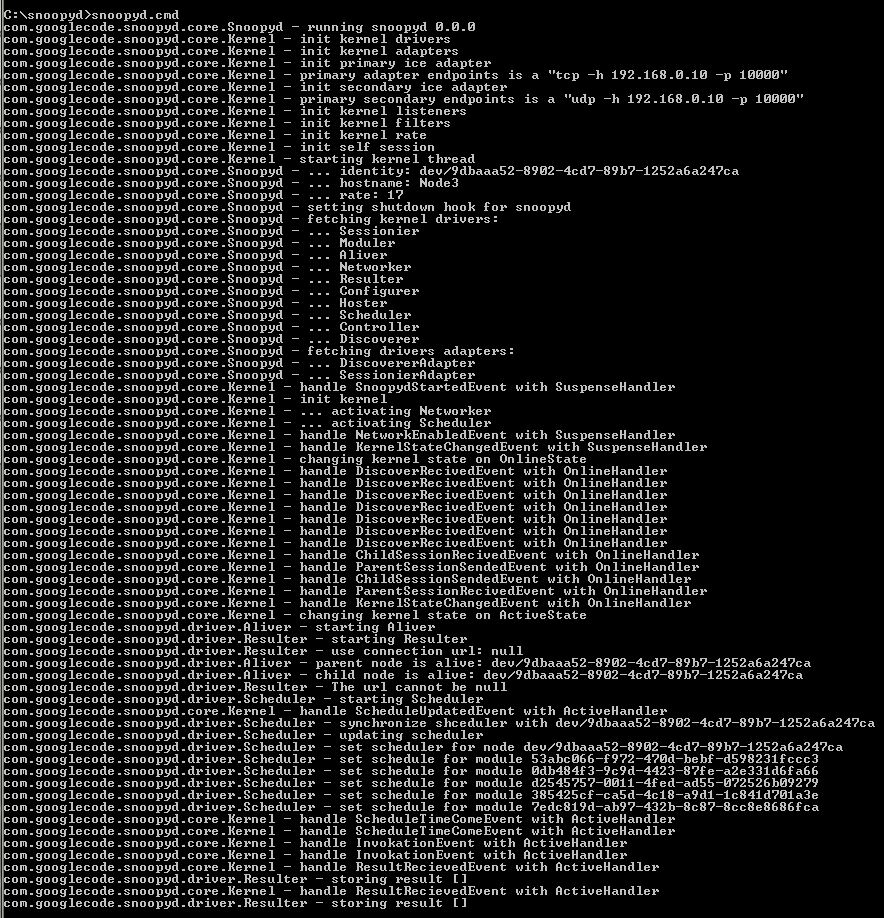 C:\snoopyd>snoopyd.cmd
com.googlecode.snoopyd.core.Snoopyd - running snoopyd 0.0.0
com.googlecode.snoopyd.core.Kernel - init kernel drivers
com.googlecode.snoopyd.core.Kernel - init kernel adapters
com.googlecode.snoopyd.core.Kernel - init primary ice adapter
com.googlecode.snoopyd.core.Kernel - primary adapter endpoints is a "tcp -h 192.168.0.10 -p 10000"
com.googlecode.snoopyd.core.Kernel - init secondary ice adapter
com.googlecode.snoopyd.core.Kernel - primary secondary endpoints is a "udp -h 192.168.0.10 -p 10000"
com.googlecode.snoopyd.core.Kernel - init kernel listeners
com.googlecode.snoopyd.core.Kernel - init kernel filters
com.googlecode.snoopyd.core.Kernel - init kernel rate
com.googlecode.snoopyd.core.Kernel - init self session
com.googlecode.snoopyd.core.Kernel - starting kernel thread
com.googlecode.snoopyd.core.Snoopyd - ... identity: dev/9dbaaa52-8902-4cd7-89b7-1252a6a247ca
com.googlecode.snoopyd.core.Snoopyd - ... hostname: Node3
com.googlecode.snoopyd.core.Snoopyd - ... rate: 17
com.googlecode.snoopyd.core.Snoopyd - setting shutdown hook for snoopyd
com.googlecode.snoopyd.core.Snoopyd - fetching kernel drivers:
com.googlecode.snoopyd.core.Snoopyd - ... Sessionier
com.googlecode.snoopyd.core.Snoopyd - ... Moduler
com.googlecode.snoopyd.core.Snoopyd - ... Aliver
com.googlecode.snoopyd.core.Snoopyd - ... Networker
com.googlecode.snoopyd.core.Snoopyd - ... Resulter
com.googlecode.snoopyd.core.Snoopyd - ... Configurer
com.googlecode.snoopyd.core.Snoopyd - ... Hoster
com.googlecode.snoopyd.core.Snoopyd - ... Scheduler
com.googlecode.snoopyd.core.Snoopyd - ... Controller
com.googlecode.snoopyd.core.Snoopyd - ... Discoverer
com.googlecode.snoopyd.core.Snoopyd - fetching drivers adapters:
com.googlecode.snoopyd.core.Snoopyd - ... DiscovererAdapter
com.googlecode.snoopyd.core.Snoopyd - ... SessionierAdapter
com.googlecode.snoopyd.core.Kernel - handle SnoopydStartedEvent with SuspenseHandler
com.googlecode.snoopyd.core.Kernel - init kernel
com.googlecode.snoopyd.core.Kernel - ... activating Networker
com.googlecode.snoopyd.core.Kernel - ... activating Scheduler
com.googlecode.snoopyd.core.Kernel - handle NetworkEnabledEvent with SuspenseHandler
com.googlecode.snoopyd.core.Kernel - handle KernelStateChangedEvent with SuspenseHandler
com.googlecode.snoopyd.core.Kernel - changing kernel state on OnlineState
com.googlecode.snoopyd.core.Kernel - handle DiscoverRecivedEvent with OnlineHandler
com.googlecode.snoopyd.core.Kernel - handle DiscoverRecivedEvent with OnlineHandler
com.googlecode.snoopyd.core.Kernel - handle DiscoverRecivedEvent with OnlineHandler
com.googlecode.snoopyd.core.Kernel - handle DiscoverRecivedEvent with OnlineHandler
com.googlecode.snoopyd.core.Kernel - handle DiscoverRecivedEvent with OnlineHandler
com.googlecode.snoopyd.core.Kernel - handle DiscoverRecivedEvent with OnlineHandler
com.googlecode.snoopyd.core.Kernel - handle DiscoverRecivedEvent with OnlineHandler
com.googlecode.snoopyd.core.Kernel - handle ChildSessionRecivedEvent with OnlineHandler
com.googlecode.snoopyd.core.Kernel - handle ParentSessionSendedEvent with OnlineHandler
com.googlecode.snoopyd.core.Kernel - handle ChildSessionSendedEvent with OnlineHandler
com.googlecode.snoopyd.core.Kernel - handle ParentSessionRecivedEvent with OnlineHandler
com.googlecode.snoopyd.core.Kernel - handle KernelStateChangedEvent with OnlineHandler
com.googlecode.snoopyd.core.Kernel - changing kernel state on ActiveState
com.googlecode.snoopyd.driver.Aliver - starting Aliver
com.googlecode.snoopyd.driver.Resulter - starting Resulter
com.googlecode.snoopyd.driver.Resulter - use connection url: null
com.googlecode.snoopyd.driver.Aliver - parent node is alive: dev/9dbaaa52-8902-4cd7-89b7-1252a6a247ca
com.googlecode.snoopyd.driver.Aliver - child node is alive: dev/9dbaaa52-8902-4cd7-89b7-1252a6a247ca
com.googlecode.snoopyd.driver.Resulter - The url cannot be null
com.googlecode.snoopyd.driver.Scheduler - starting Scheduler
com.googlecode.snoopyd.core.Kernel - handle ScheduleUpdatedEvent with ActiveHandler
com.googlecode.snoopyd.driver.Scheduler - synchronize shceduler with dev/9dbaaa52-8902-4cd7-89b7-1252a6a247ca
com.googlecode.snoopyd.driver.Scheduler - updating scheduler
com.googlecode.snoopyd.driver.Scheduler - set scheduler for node dev/9dbaaa52-8902-4cd7-89b7-1252a6a247ca
com.googlecode.snoopyd.driver.Scheduler - set schedule for module 53abc066-f972-470d-bebf-d598231fccc3
com.googlecode.snoopyd.driver.Scheduler - set schedule for module 0db484f3-9c9d-4423-87fe-a2e331d6fa66
com.googlecode.snoopyd.driver.Scheduler - set schedule for module d2545757-0011-4fed-ad55-072526b09279
com.googlecode.snoopyd.driver.Scheduler - set schedule for module 385425cf-ca5d-4c18-a9d1-1c841d701a3e
com.googlecode.snoopyd.driver.Scheduler - set schedule for module 7edc819d-ab97-432b-8c87-8cc8e8686fca
com.googlecode.snoopyd.core.Kernel - handle ScheduleTimeComeEvent with ActiveHandler
com.googlecode.snoopyd.core.Kernel - handle ScheduleTimeComeEvent with ActiveHandler
com.googlecode.snoopyd.core.Kernel - handle InvokationEvent with ActiveHandler
com.googlecode.snoopyd.core.Kernel - handle InvokationEvent with ActiveHandler
com.googlecode.snoopyd.core.Kernel - handle ResultRecievedEvent with ActiveHandler
com.googlecode.snoopyd.driver.Resulter - storing result []
com.googlecode.snoopyd.core.Kernel - handle ResultRecievedEvent with ActiveHandler
com.googlecode.snoopyd.driver.Resulter - storing result []